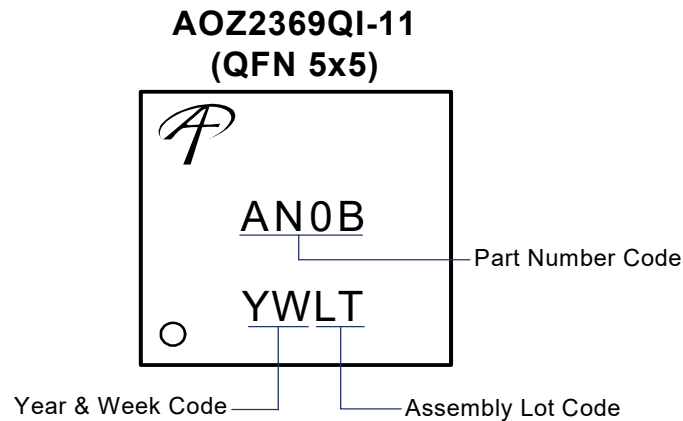 AOZ2369QI-11
(QFN 5x5)
AN0B
Part Number Code
YWLT
Year & Week Code
Assembly Lot Code